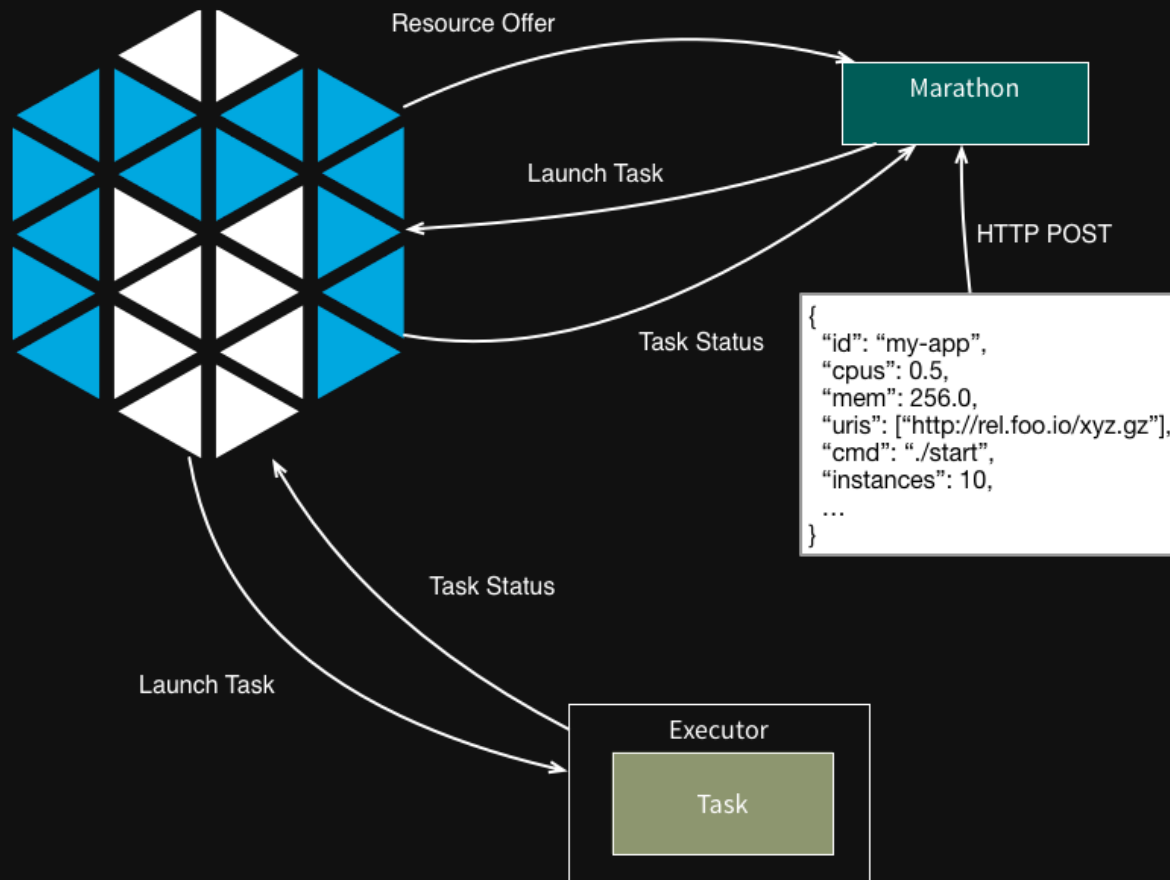 Resource Offer
Marathon
Launch Task
HTTP POST
Task Status
{
“id”: “my-app”,
“cpus”: 0.5,
“mem”: 256.0,
“uris”: [“http://rel.foo.io/xyz.gz”],
“cmd”: “./start”,
“instances”: 10,
...
}
Task Status
Launch Task
Executor
Task